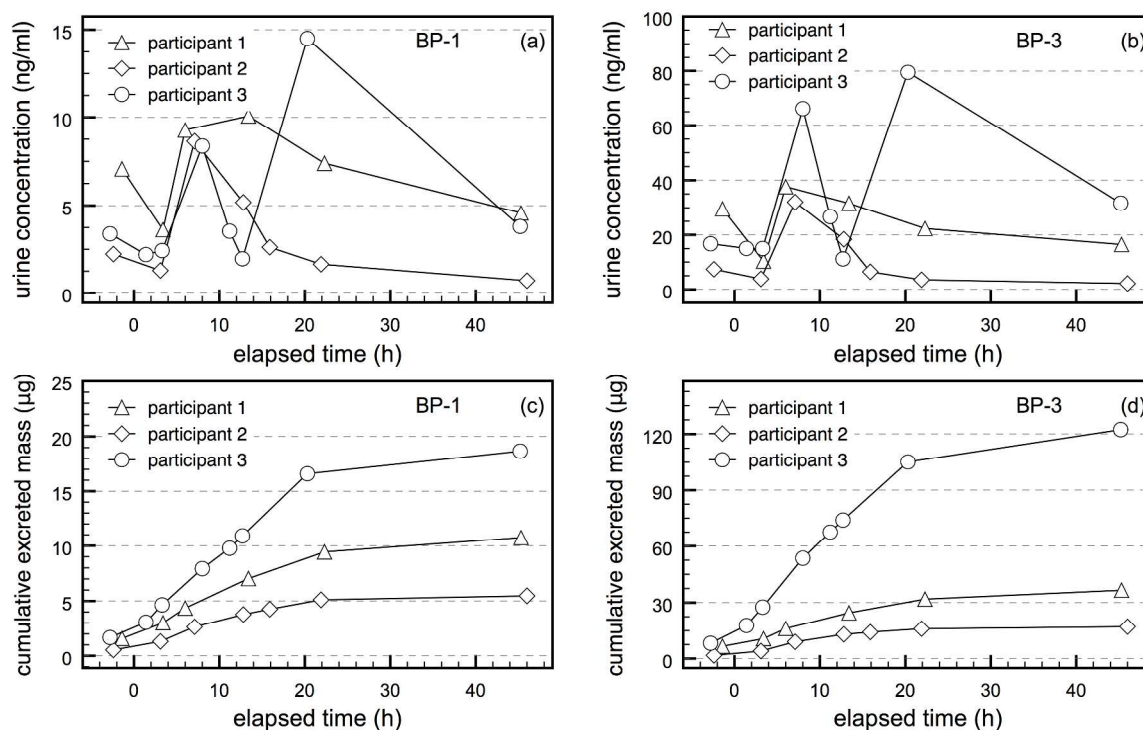 urine concentration (ng/ml)
15
10
5
0
participant 1
participant 2
participant 3
BP-1
(a)
0
10
20
30
40
elapsed time (h)
urine concentration (ng/ml)
100
80
60
40
20
0
participant 1
participant 2
participant 3
BP-3
(b)
0
10
20
30
40
elapsed time (h)
cumulative excreted mass (µg)
25
20
15
10
5
0
participant 1
participant 2
participant 3
BP-1
(c)
0
10
20
30
40
elapsed time (h)
cumulative excreted mass (µg)
120
90
60
30
0
participant 1
participant 2
participant 3
BP-3
(d)
0
10
20
30
40
elapsed time (h)